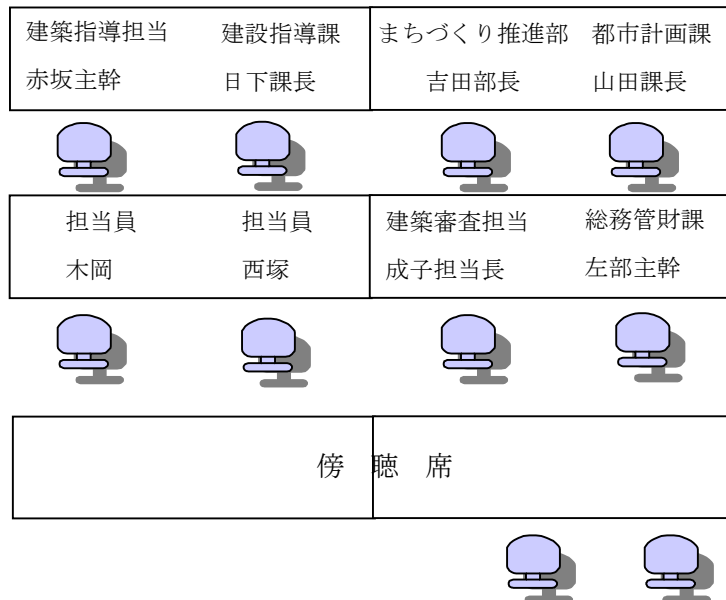 建築指導担当 建設指導課 まちづくり推進部 都市計画課
赤坂主幹 日下課長 吉田部長 山田課長
担当員 担当員 建築審査担当 総務管財課
木岡 西塚 成子担当長 左部主幹
傍 聴 席